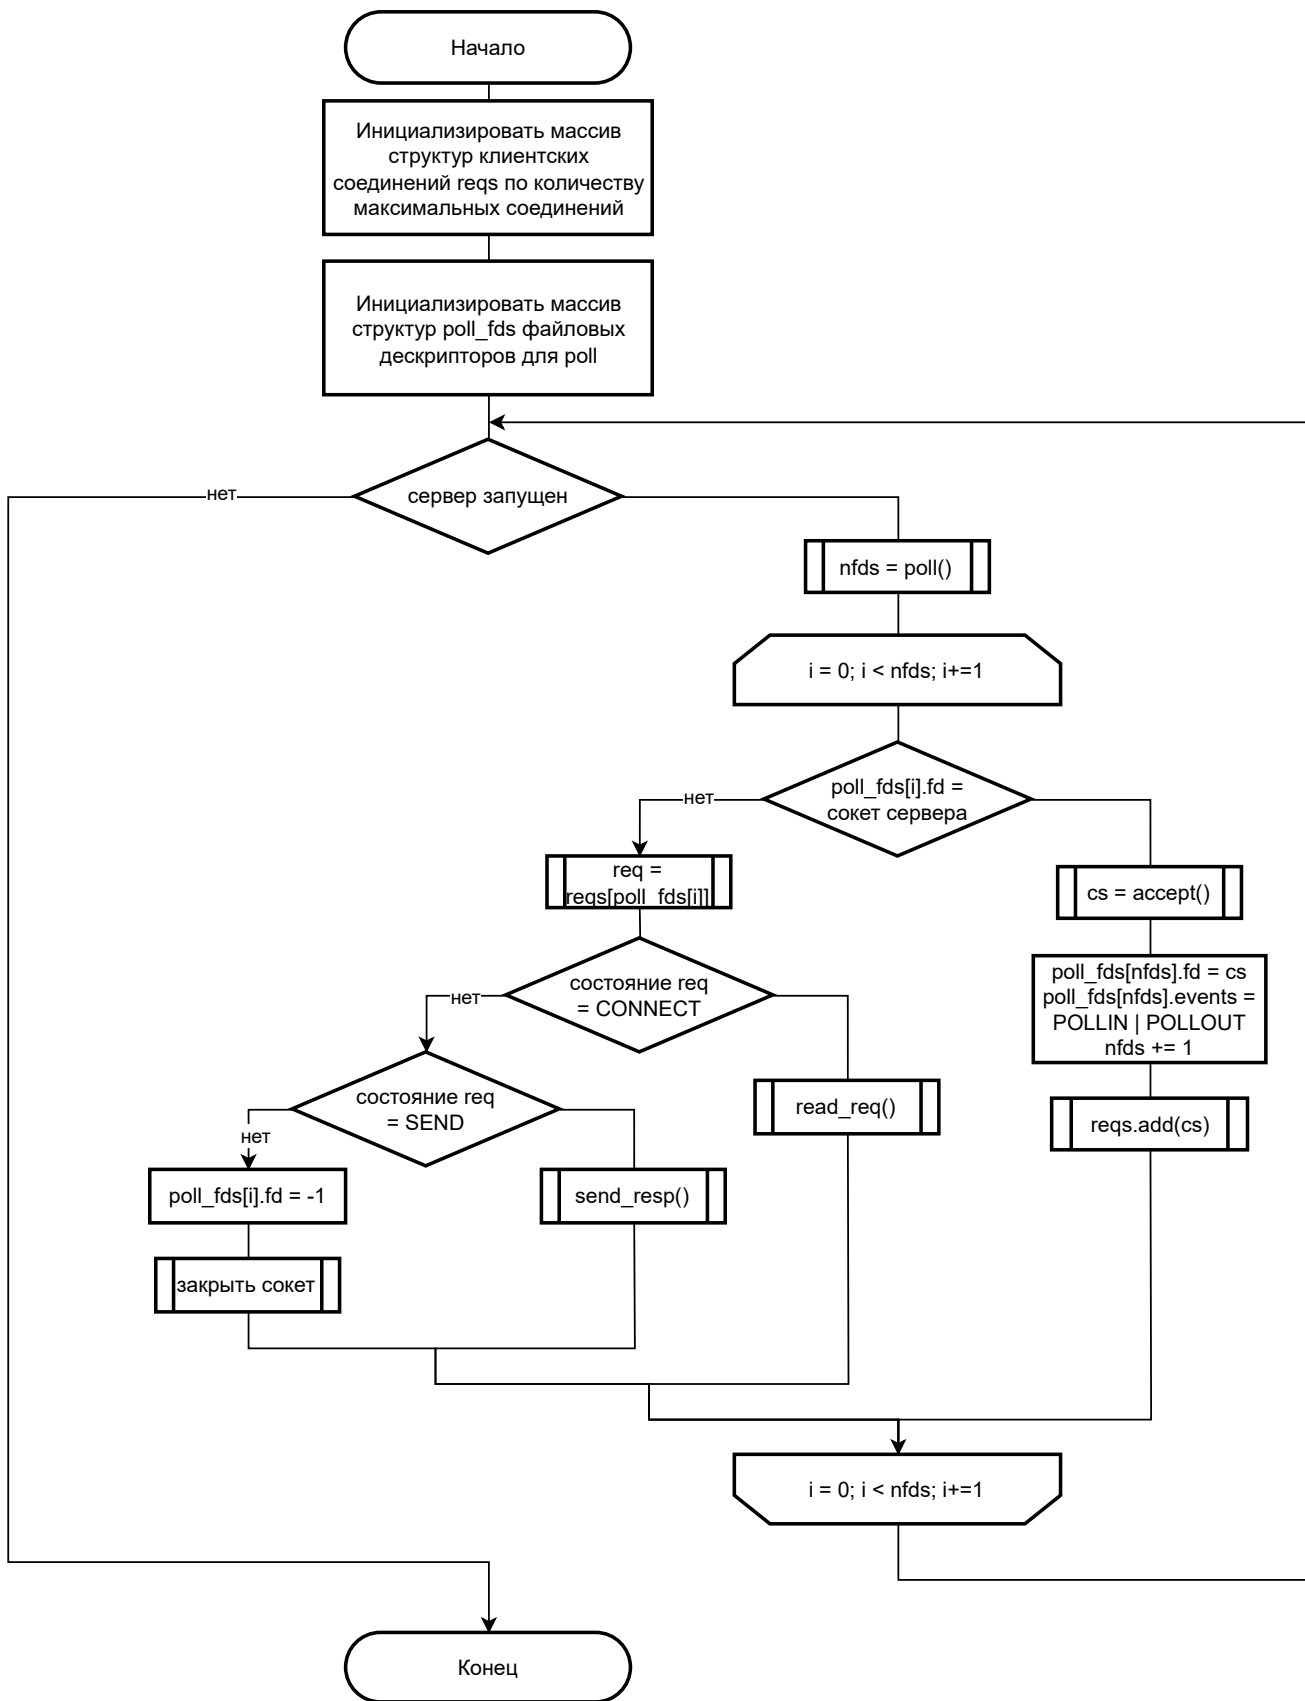 Начало
Инициализировать массив
структур клиентских
соединений reqs по количеству
максимальных соединений
Инициализировать массив
структур poll_fds файловых
дескрипторов для poll
сервер запущен
нет
nfds = poll()
i = 0; i < nfds; i+=1
poll_fds[i].fd =
сокет сервера
нет
req =
reqs[poll_fds[i]]
cs = accept()
poll_fds[nfds].fd = cs
poll_fds[nfds].events =
POLLIN | POLLOUT
nfds += 1
состояние req
= CONNECT
нет
состояние req
= SEND
нет
read_req()
reqs.add(cs)
poll_fds[i].fd = -1
send_resp()
закрыть сокет
i = 0; i < nfds; i+=1
Конец